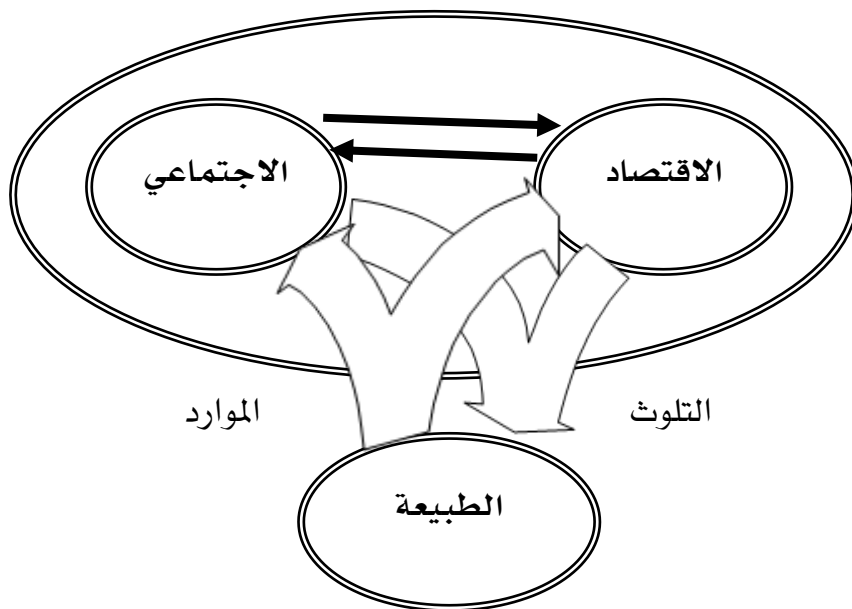 الاقتصاد
الاجتماعي
التلوث
الموارد
الطبيعة